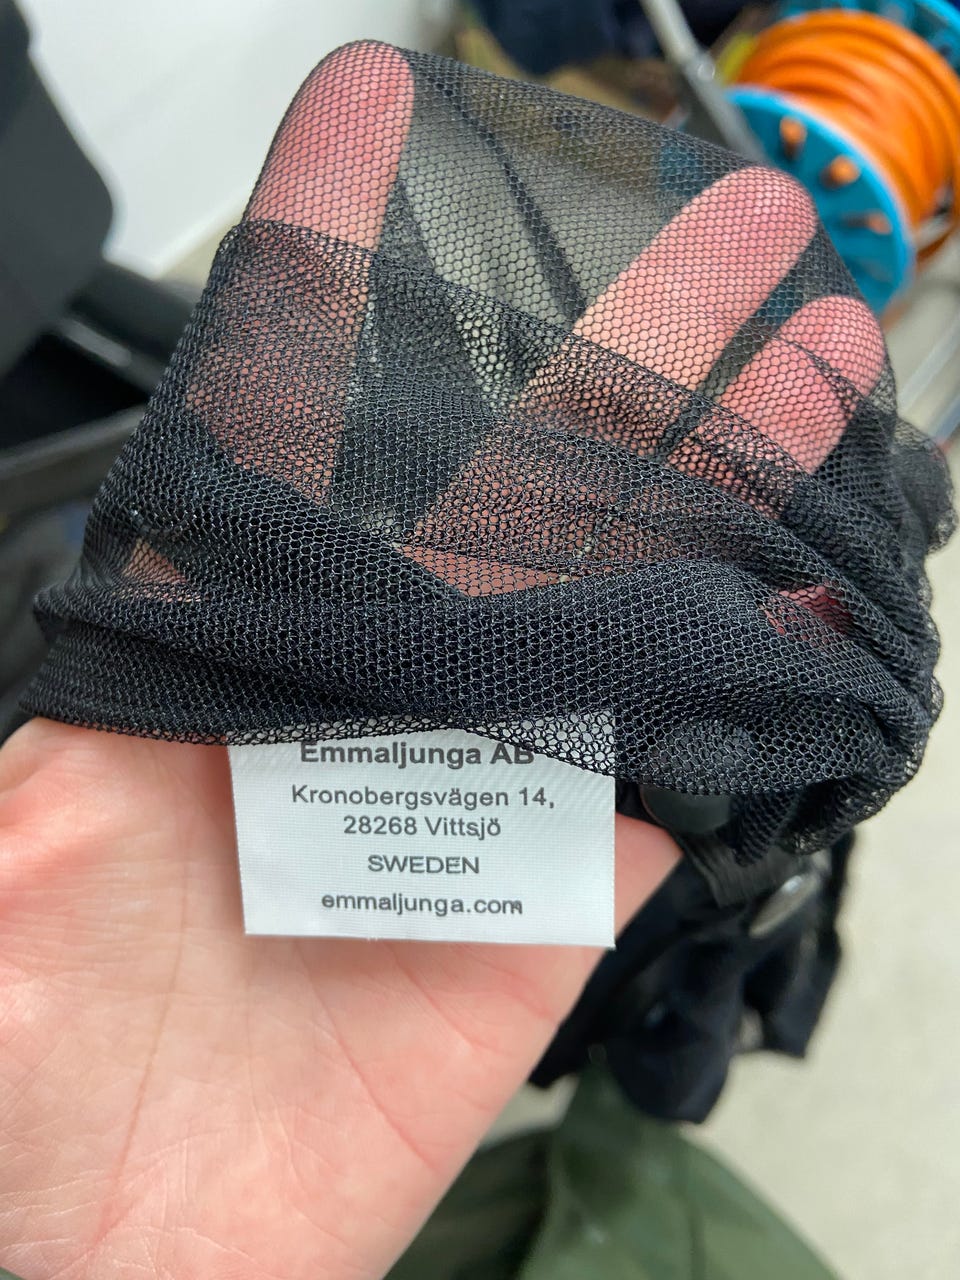 Emmaljunga AB
Kronobergsvägen 14,
28268 Vittsjö
SWEDEN
emmaljunga.com